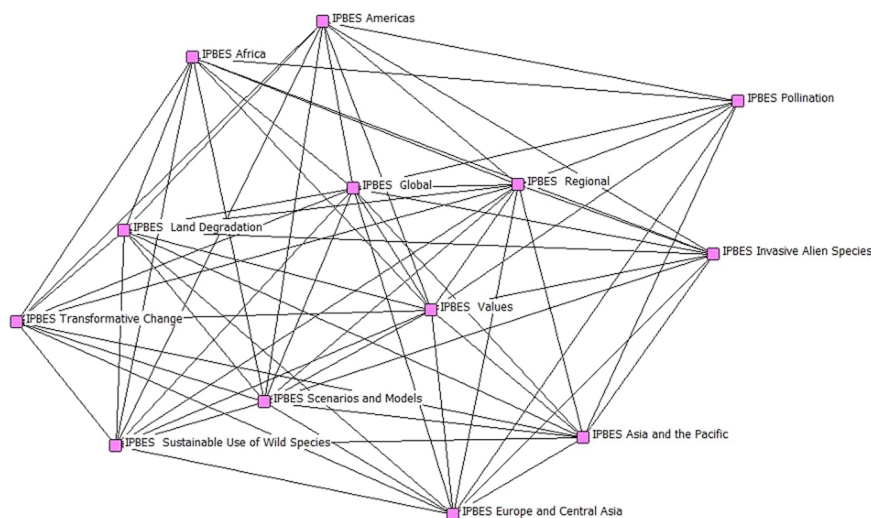 IPBES Americas
IPBES Africa
IPBES Pollination
IPBES Global
IPBES Regional
IPBES Land Degradation
IPBES Invasive Alien Species
IPBES Values
IPBES Transformative Change
IPBES Scenarios and Models
IPBES Asia and the Pacific
IPBES Sustainable Use of Wild Species
IPBES Europe and Central Asia